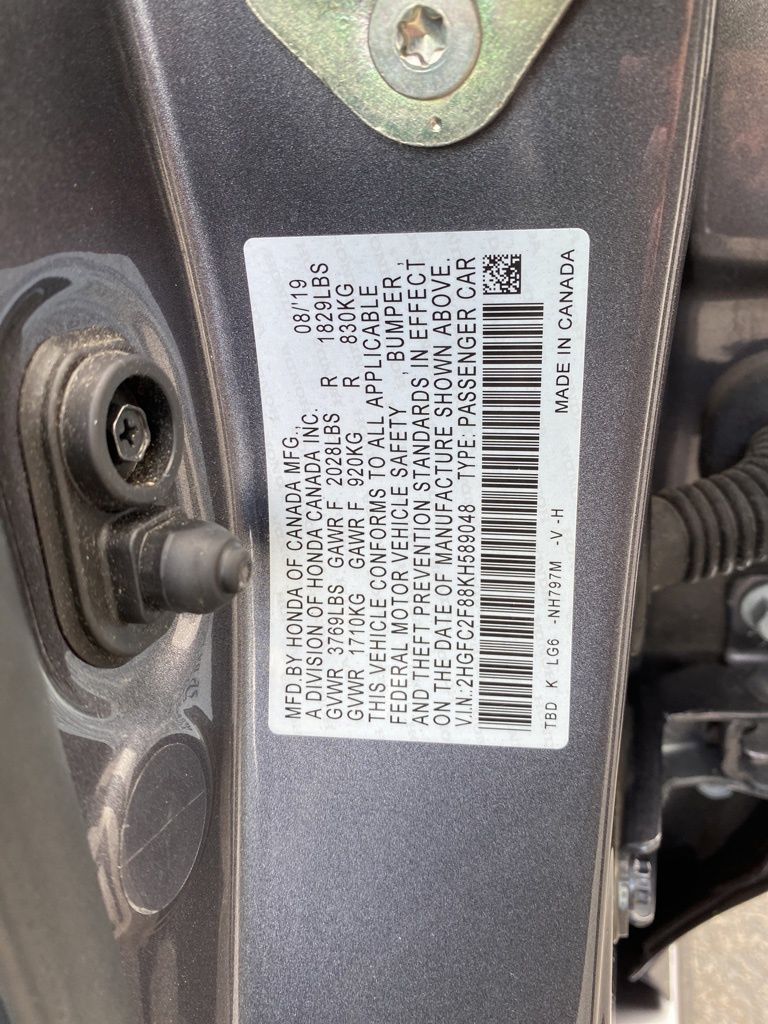 MFD.BY HONDA OF CANADA MFG., 08/'19
A DIVISION OF HONDA CANADA INC.
GVWR 3769LBS GAWR F 2028LBS R 1829LBS
GVWR 1710KG GAWR F 920KG R 830KG
THIS VEHICLE CONFORMS TO ALL APPLICABLE
FEDERAL MOTOR VEHICLE SAFETY , BUMPER ,
AND THEFT PREVENTION STANDARDS IN EFFECT
ON THE DATE OF MANUFACTURE SHOWN ABOVE.
V.I.N.:2HGFC2F88KH589048 TYPE: PASSENGER CAR
TBD K LG6 -NH797M -V -H MADE IN CANADA